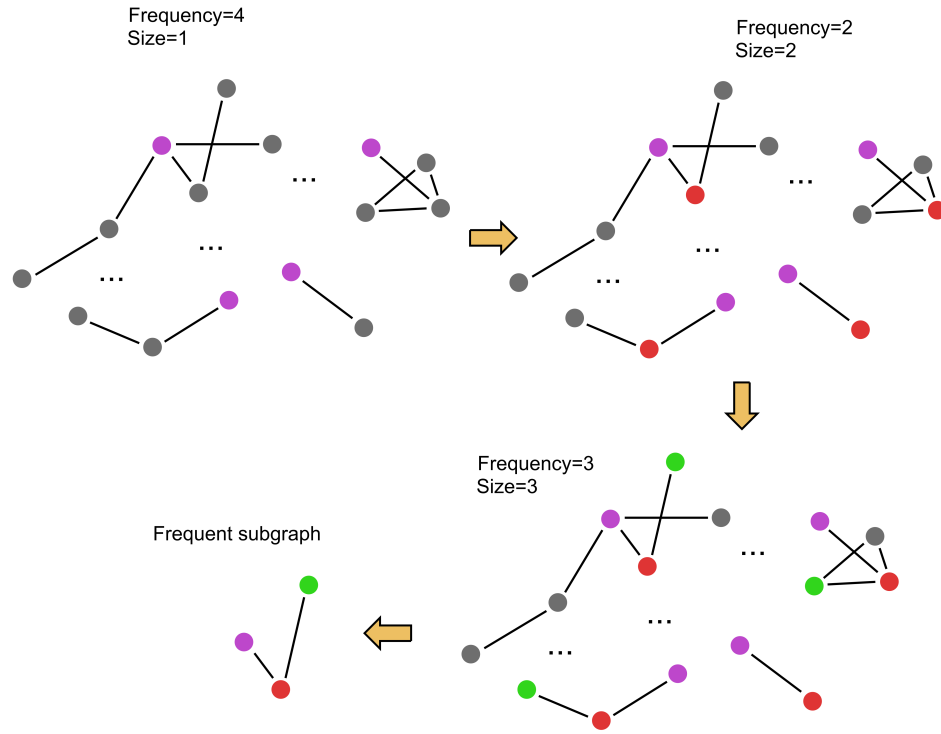 Frequency=4
Size=1
Frequency=2
Size=2
...
...
...
...
...
...
Frequency=3
Size=3
Frequent subgraph
...
...
...